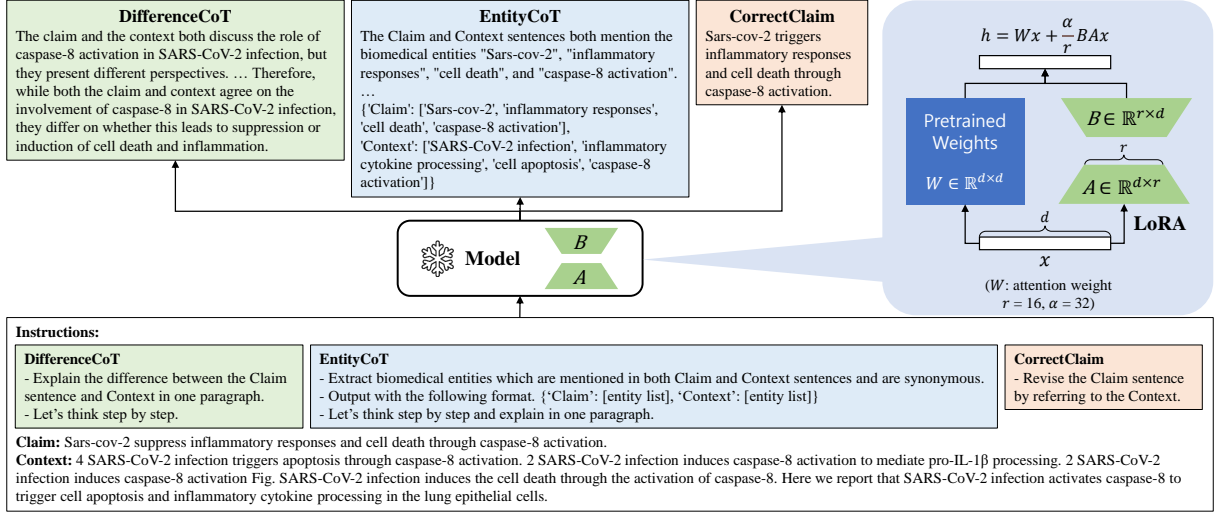 DifferenceCoT
The claim and the context both discuss the role of
caspase-8 activation in SARS-CoV-2 infection, but
they present different perspectives. … Therefore,
while both the claim and context agree on the
involvement of caspase-8 in SARS-CoV-2 infection,
they differ on whether this leads to suppression or
induction of cell death and inflammation.
EntityCoT
The Claim and Context sentences both mention the
biomedical entities "Sars-cov-2", "inflammatory
responses", "cell death", and "caspase-8 activation".
…
{'Claim': ['Sars-cov-2', 'inflammatory responses',
'cell death', 'caspase-8 activation'],
'Context': ['SARS-CoV-2 infection', 'inflammatory
cytokine processing', 'cell apoptosis', 'caspase-8
activation']}
CorrectClaim
Sars-cov-2 triggers
inflammatory responses
and cell death through
caspase-8 activation.
h = Wx + α/r BAx
Pretrained
Weights
W ∈ ℝ^{d×d}
B ∈ ℝ^{r×d}
r
A ∈ ℝ^{d×r}
LoRA
d
x
(W: attention weight
r = 16, α = 32)
Model
B
A
Instructions:
DifferenceCoT
- Explain the difference between the Claim
sentence and Context in one paragraph.
- Let's think step by step.
EntityCoT
- Extract biomedical entities which are mentioned in both Claim and Context sentences and are synonymous.
- Output with the following format. {‘Claim’: [entity list], ‘Context’: [entity list]}
- Let's think step by step and explain in one paragraph.
CorrectClaim
- Revise the Claim sentence
by referring to the Context.
Claim: Sars-cov-2 suppress inflammatory responses and cell death through caspase-8 activation.
Context: 4 SARS-CoV-2 infection triggers apoptosis through caspase-8 activation. 2 SARS-CoV-2 infection induces caspase-8 activation to mediate pro-IL-1β processing. 2 SARS-CoV-2
infection induces caspase-8 activation Fig. SARS-CoV-2 infection induces the cell death through the activation of caspase-8. Here we report that SARS-CoV-2 infection activates caspase-8 to
trigger cell apoptosis and inflammatory cytokine processing in the lung epithelial cells.